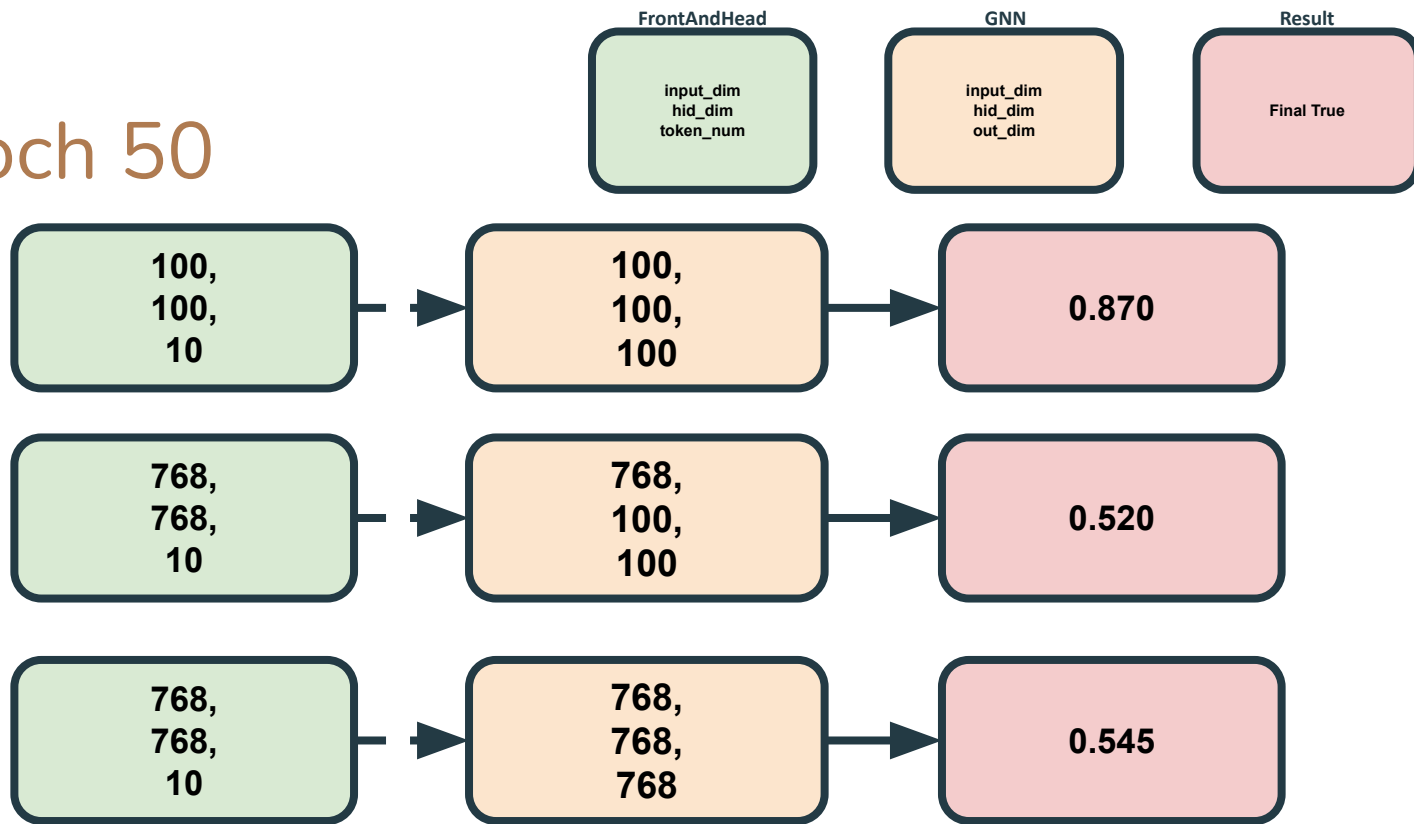 FrontAndHead
GNN
Result
input_dim
hid_dim
token_num
input_dim
hid_dim
out_dim
Final True
och 50
100,
100,
10
100,
100,
100
0.870
768,
768,
10
768,
100,
100
0.520
768,
768,
10
768,
768,
768
0.545